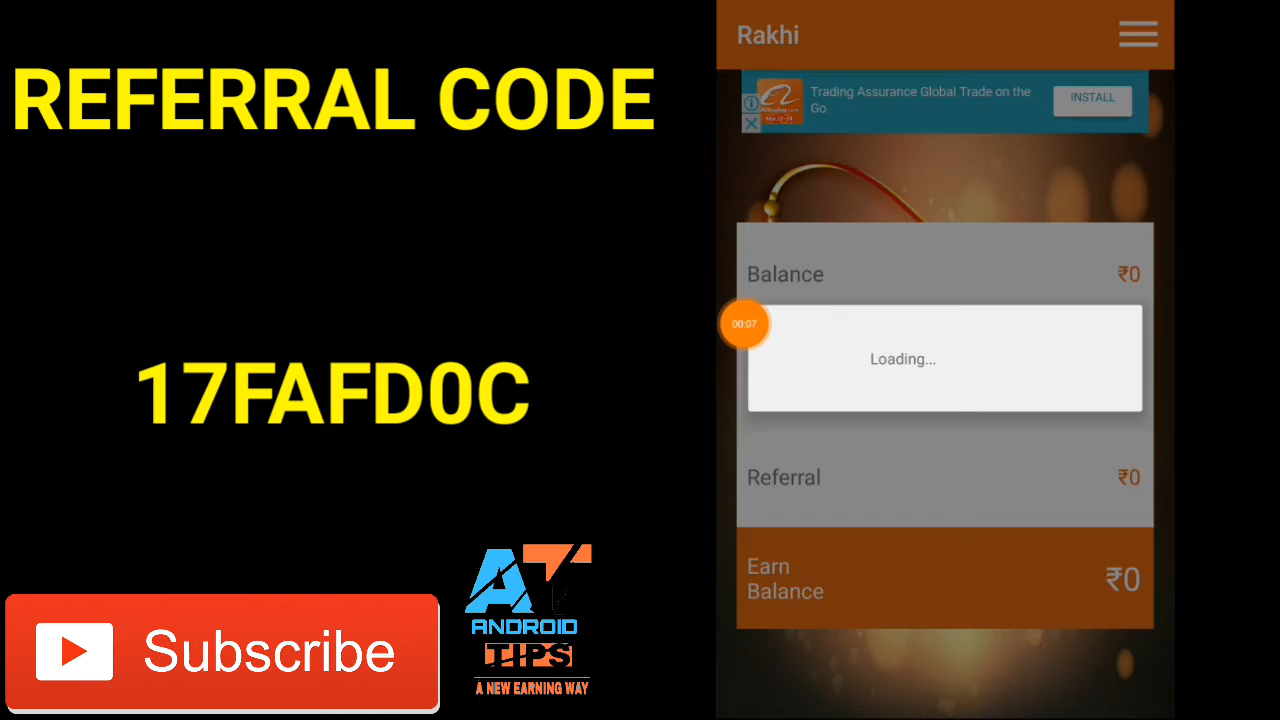 REFERRAL CODE
17FAFD0C
Subscribe
AT
ANDROID
TIPS
A NEW EARNING WAY
Rakhi
Trading Assurance Global Trade on the
Go
INSTALL
Balance
₹0
00:07
Loading...
Referral
₹0
Earn
Balance
₹0